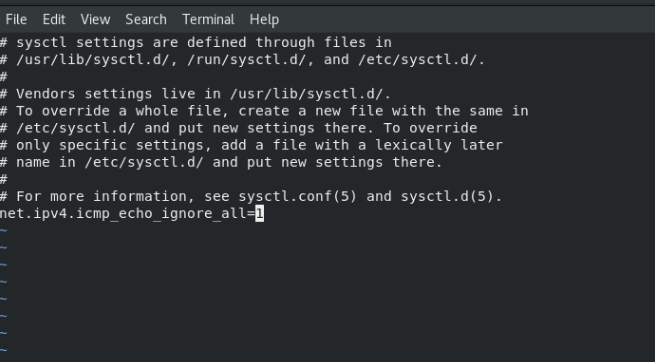 File Edit View Search Terminal Help
# sysctl settings are defined through files in
# /usr/lib/sysctl.d/, /run/sysctl.d/, and /etc/sysctl.d/.
#
# Vendors settings live in /usr/lib/sysctl.d/.
# To override a whole file, create a new file with the same in
# /etc/sysctl.d/ and put new settings there. To override
# only specific settings, add a file with a lexically later
# name in /etc/sysctl.d/ and put new settings there.
#
# For more information, see sysctl.conf(5) and sysctl.d(5).
net.ipv4.icmp_echo_ignore_all=1
~
~
~
~
~
~
~
~